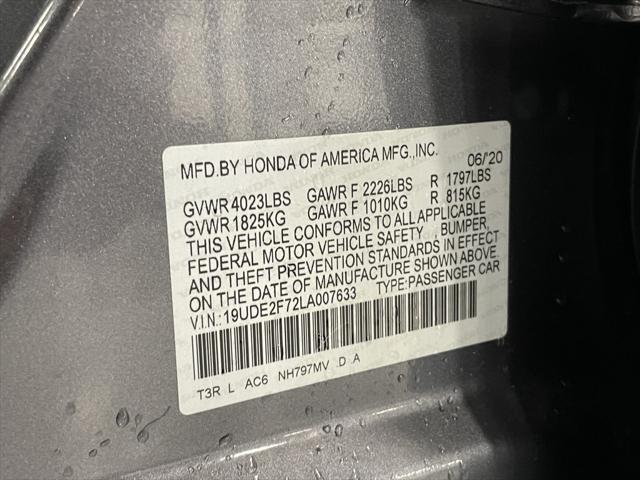 MFD.BY HONDA OF AMERICA MFG.,INC. 06/'20
GVWR 4023LBS GAWR F 2226LBS R 1797LBS
GVWR 1825KG GAWR F 1010KG R 815KG
THIS VEHICLE CONFORMS TO ALL APPLICABLE
FEDERAL MOTOR VEHICLE SAFETY , BUMPER,
AND THEFT PREVENTION STANDARDS IN EFFECT
ON THE DATE OF MANUFACTURE SHOWN ABOVE
V.I.N.: 19UDE2F72LA007633 TYPE:PASSENGER CAR
T3R L AC6 NH797MV D A